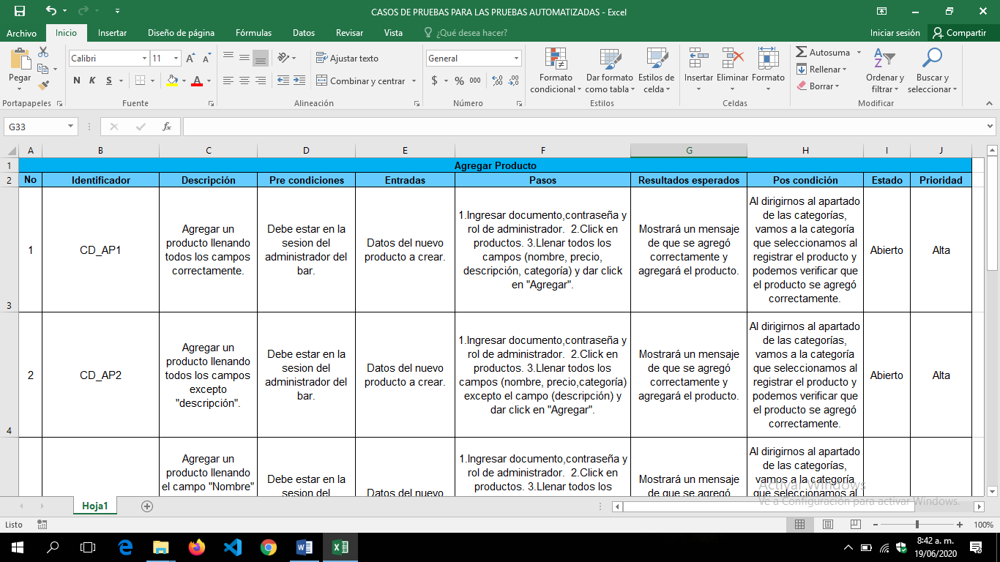 CASOS DE PRUEBAS PARA LAS PRUEBAS AUTOMATIZADAS - Excel
Archivo Inicio Insertar Diseño de página Fórmulas Datos Revisar Vista ¿Qué desea hacer? Iniciar sesión Compartir
Pegar
Calibri 11
N K S
Ajustar texto
Combinar y centrar
General
$ % 000
Formato condicional
Dar formato como tabla
Estilos de celda
Insertar Eliminar Formato
Autosuma
Rellenar
Borrar
Ordenar y filtrar
Buscar y seleccionar
Portapapeles Fuente Alineación Número Estilos Celdas Modificar
G33 fx
A B C D E F G H I J
1 Agregar Producto
2 No Identificador Descripción Pre condiciones Entradas Pasos Resultados esperados Pos condición Estado Prioridad
3
1
CD_AP1
Agregar un
producto llenando
todos los campos
correctamente.
Debe estar en la
sesion del
administrador del
bar.
Datos del nuevo
producto a crear.
1.Ingresar documento,contraseña y
rol de administrador.  2.Click en
productos. 3.Llenar todos los
campos (nombre, precio,
descripción, categoría) y dar click
en "Agregar".
Mostrará un mensaje
de que se agregó
correctamente y
agregará el producto.
Al dirigirnos al apartado
de las categorías,
vamos a la categoría
que seleccionamos al
registrar el producto y
podemos verificar que
el producto se agregó
correctamente.
Abierto
Alta
4
2
CD_AP2
Agregar un
producto llenando
todos los campos
excepto
"descripción".
Debe estar en la
sesion del
administrador del
bar.
Datos del nuevo
producto a crear.
1.Ingresar documento,contraseña y
rol de administrador.  2.Click en
productos. 3.Llenar todos los
campos (nombre, precio,categoría)
excepto el campo (descripción) y
dar click en "Agregar".
Mostrará un mensaje
de que se agregó
correctamente y
agregará el producto.
Al dirigirnos al apartado
de las categorías,
vamos a la categoría
que seleccionamos al
registrar el producto y
podemos verificar que
el producto se agregó
correctamente.
Abierto
Alta
Agregar un
producto llenando
el campo "Nombre"
Debe estar en la
sesion del
Datos del nuevo
1.Ingresar documento,contraseña y
rol de administrador.  2.Click en
productos. 3.Llenar todos los
Mostrará un mensaje
de que se agregó
Al dirigirnos al apartado
de las categorías,
vamos a la categoría
que seleccionamos al
Activar Windows
Ve a Configuración para activar Windows.
Hoja1
Listo 100%
8:42 a. m.
19/06/2020